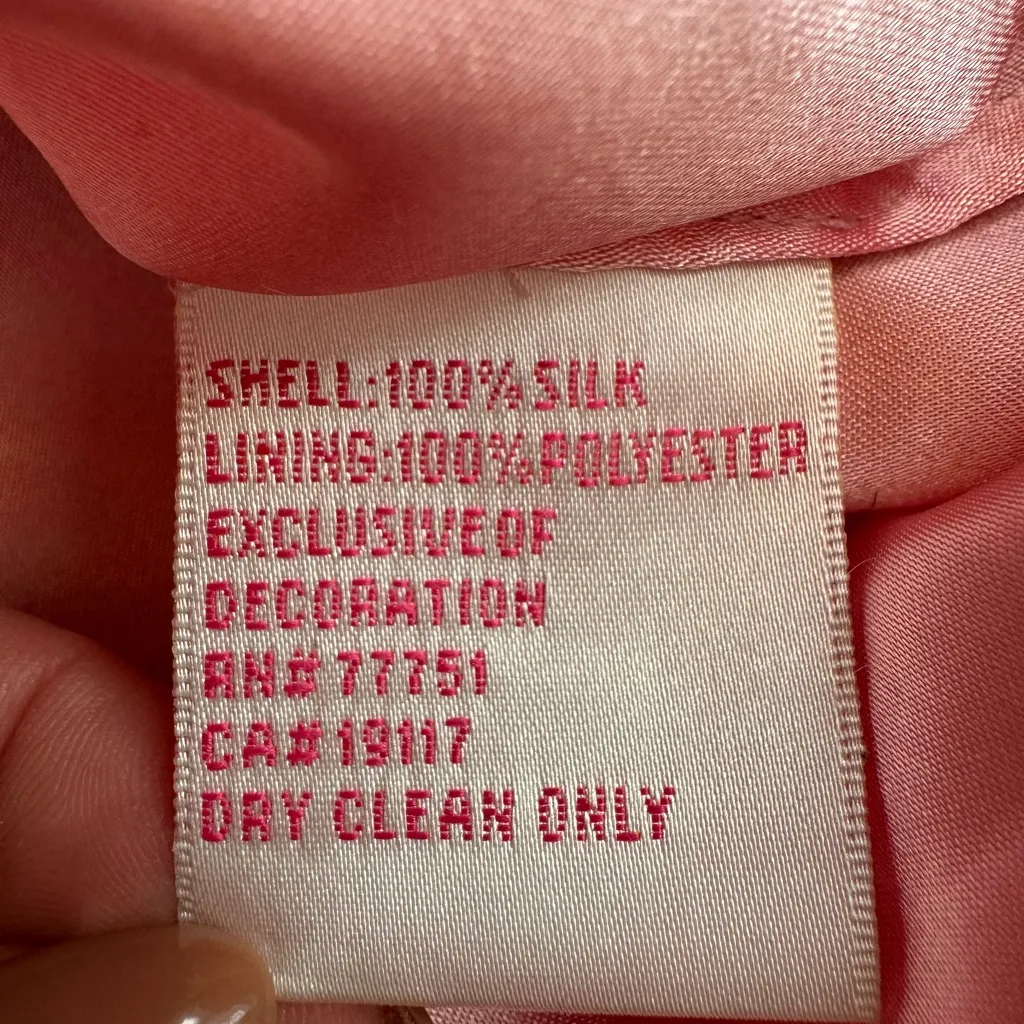 SHELL:100% SILK
LINING:100% POLYESTER
EXCLUSIVE OF
DECORATION
RN# 77751
CA# 19117
DRY CLEAN ONLY